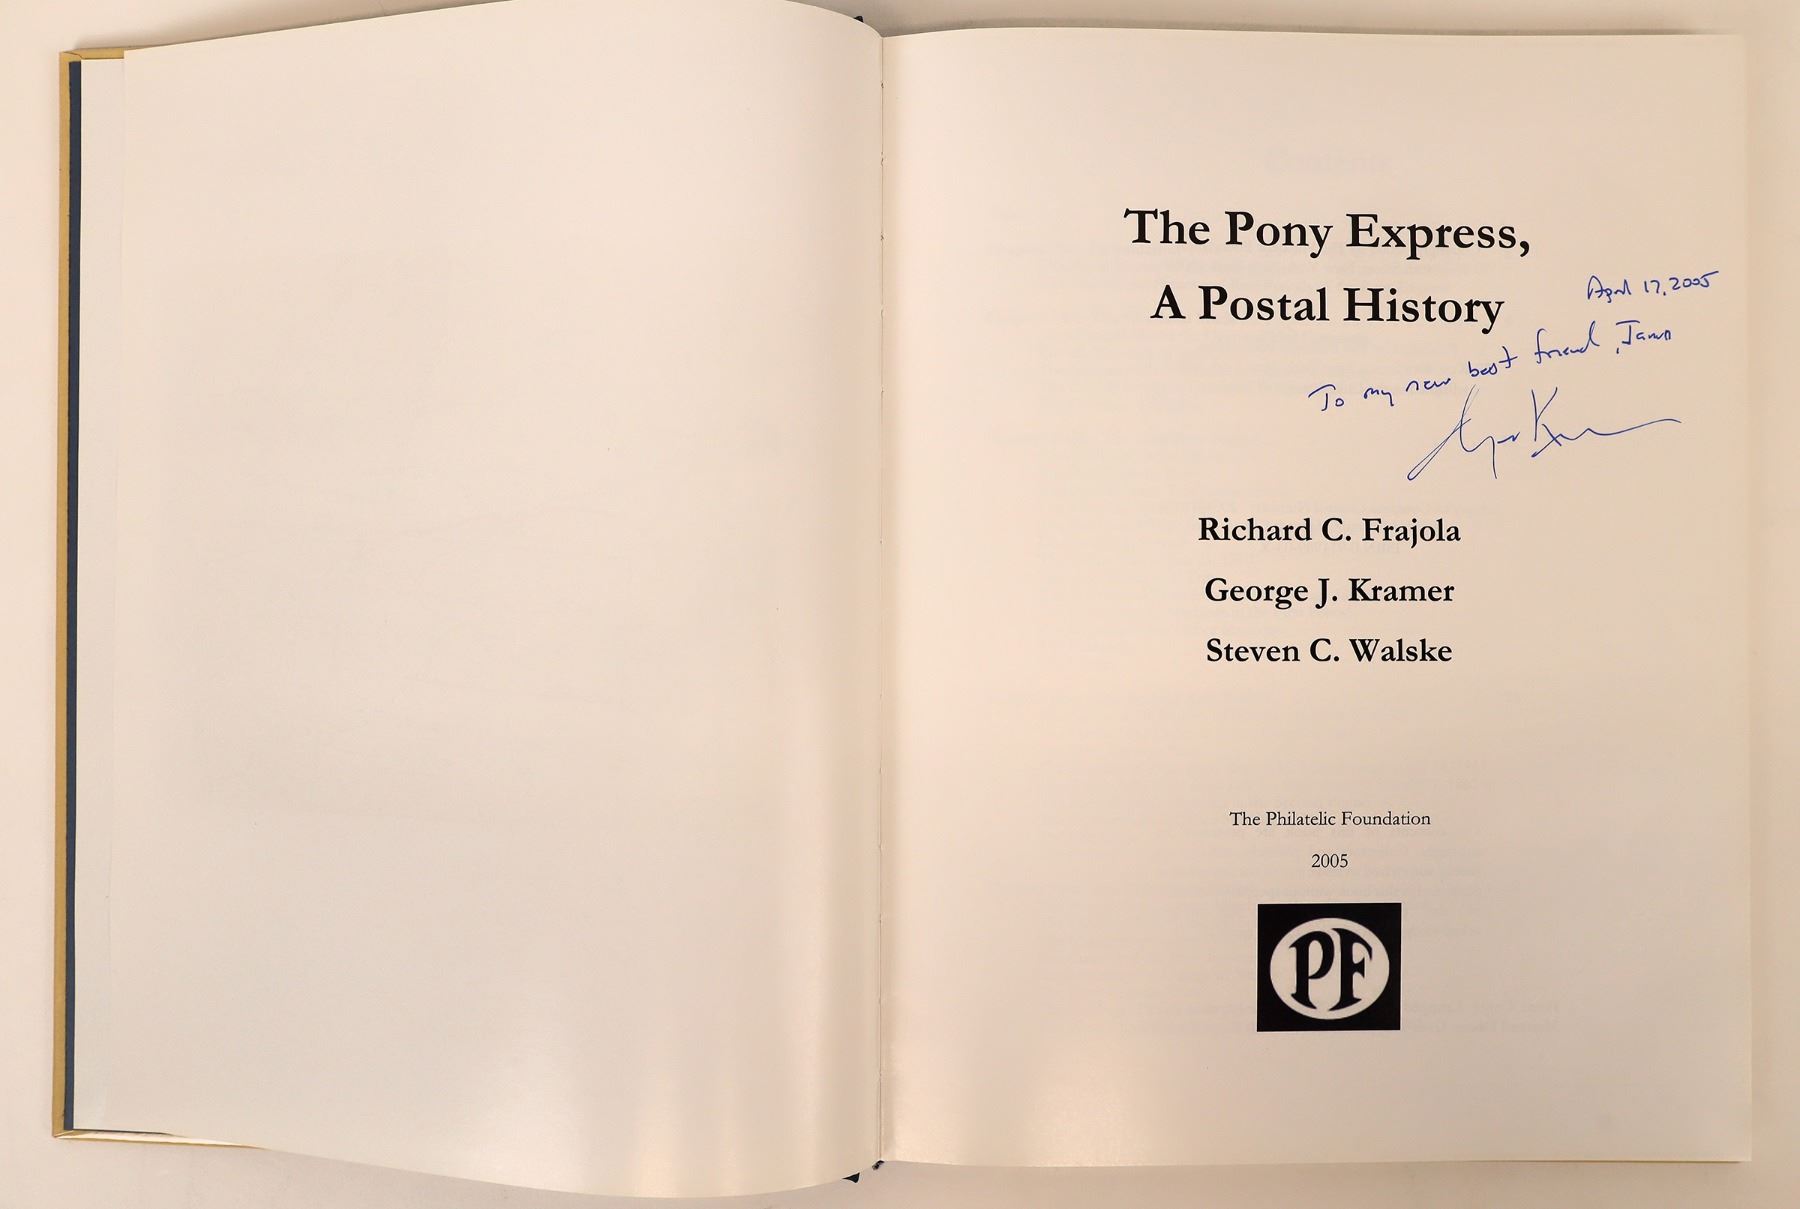 The Pony Express,
A Postal History
April 17, 2005
To my new best friend,
Richard C. Frajola
George J. Kramer
Steven C. Walske
The Philatelic Foundation
2005
PF